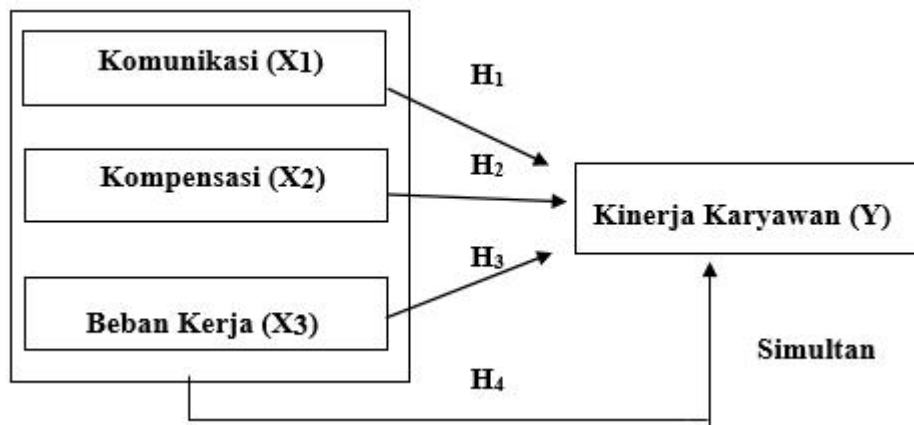 Komunikasi (X1)
H₁
Kompensasi (X2)
H₂
Kinerja Karyawan (Y)
H₃
Beban Kerja (X3)
Simultan
H₄